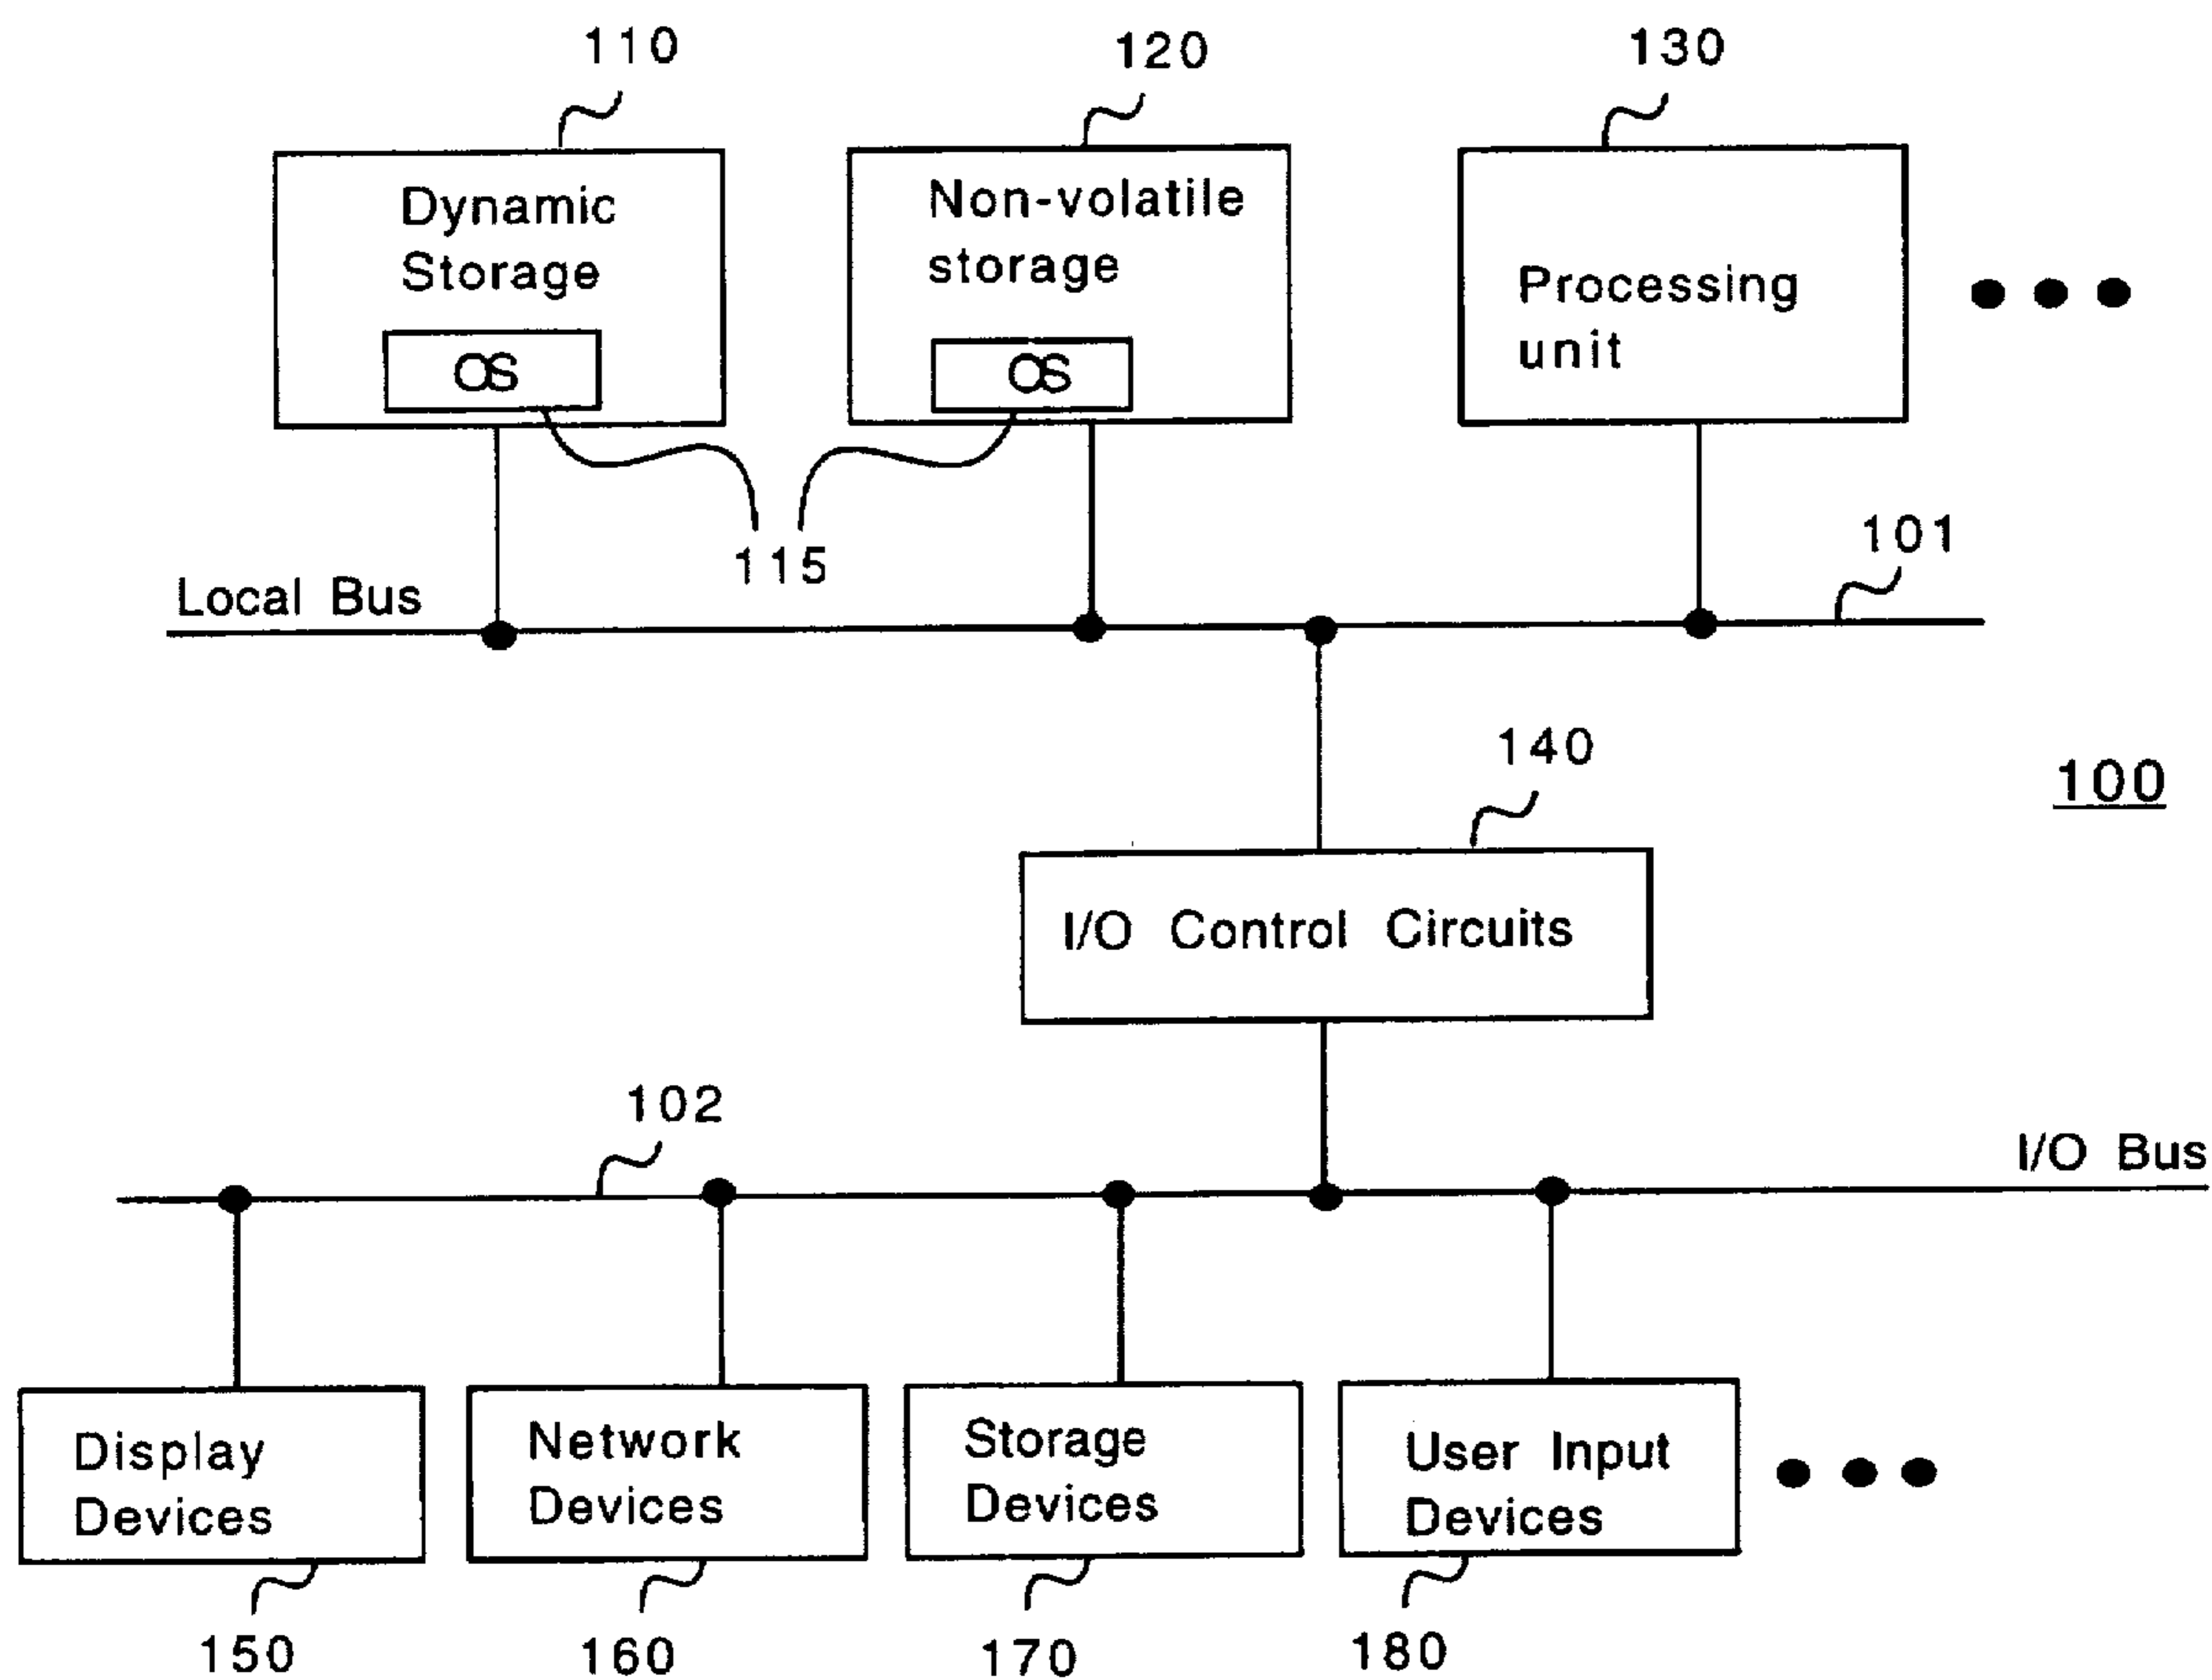 110
120
130
Dynamic
Storage
OS
Non-volatile
storage
OS
Processing
unit
115
101
Local Bus
140
100
I/O Control Circuits
102
I/O Bus
Display
Devices
Network
Devices
Storage
Devices
User Input
Devices
150
160
170
180